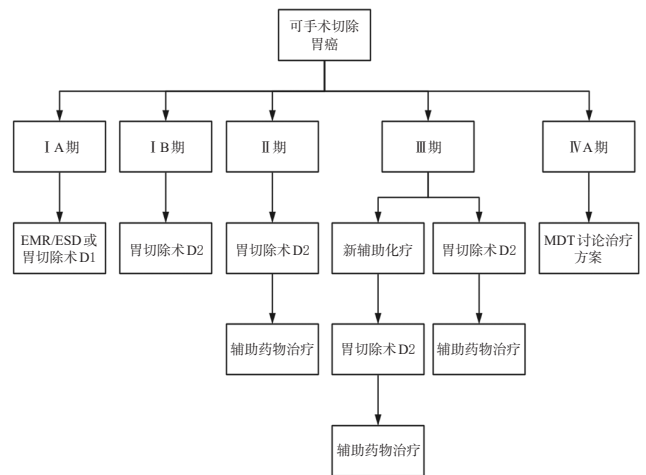 可手术切除
胃癌
ⅠA期
ⅠB期
Ⅱ期
Ⅲ期
ⅣA期
EMR/ESD或
胃切除术D1
胃切除术D2
胃切除术D2
新辅助化疗
胃切除术D2
MDT讨论治疗
方案
辅助药物治疗
胃切除术D2
辅助药物治疗
辅助药物治疗